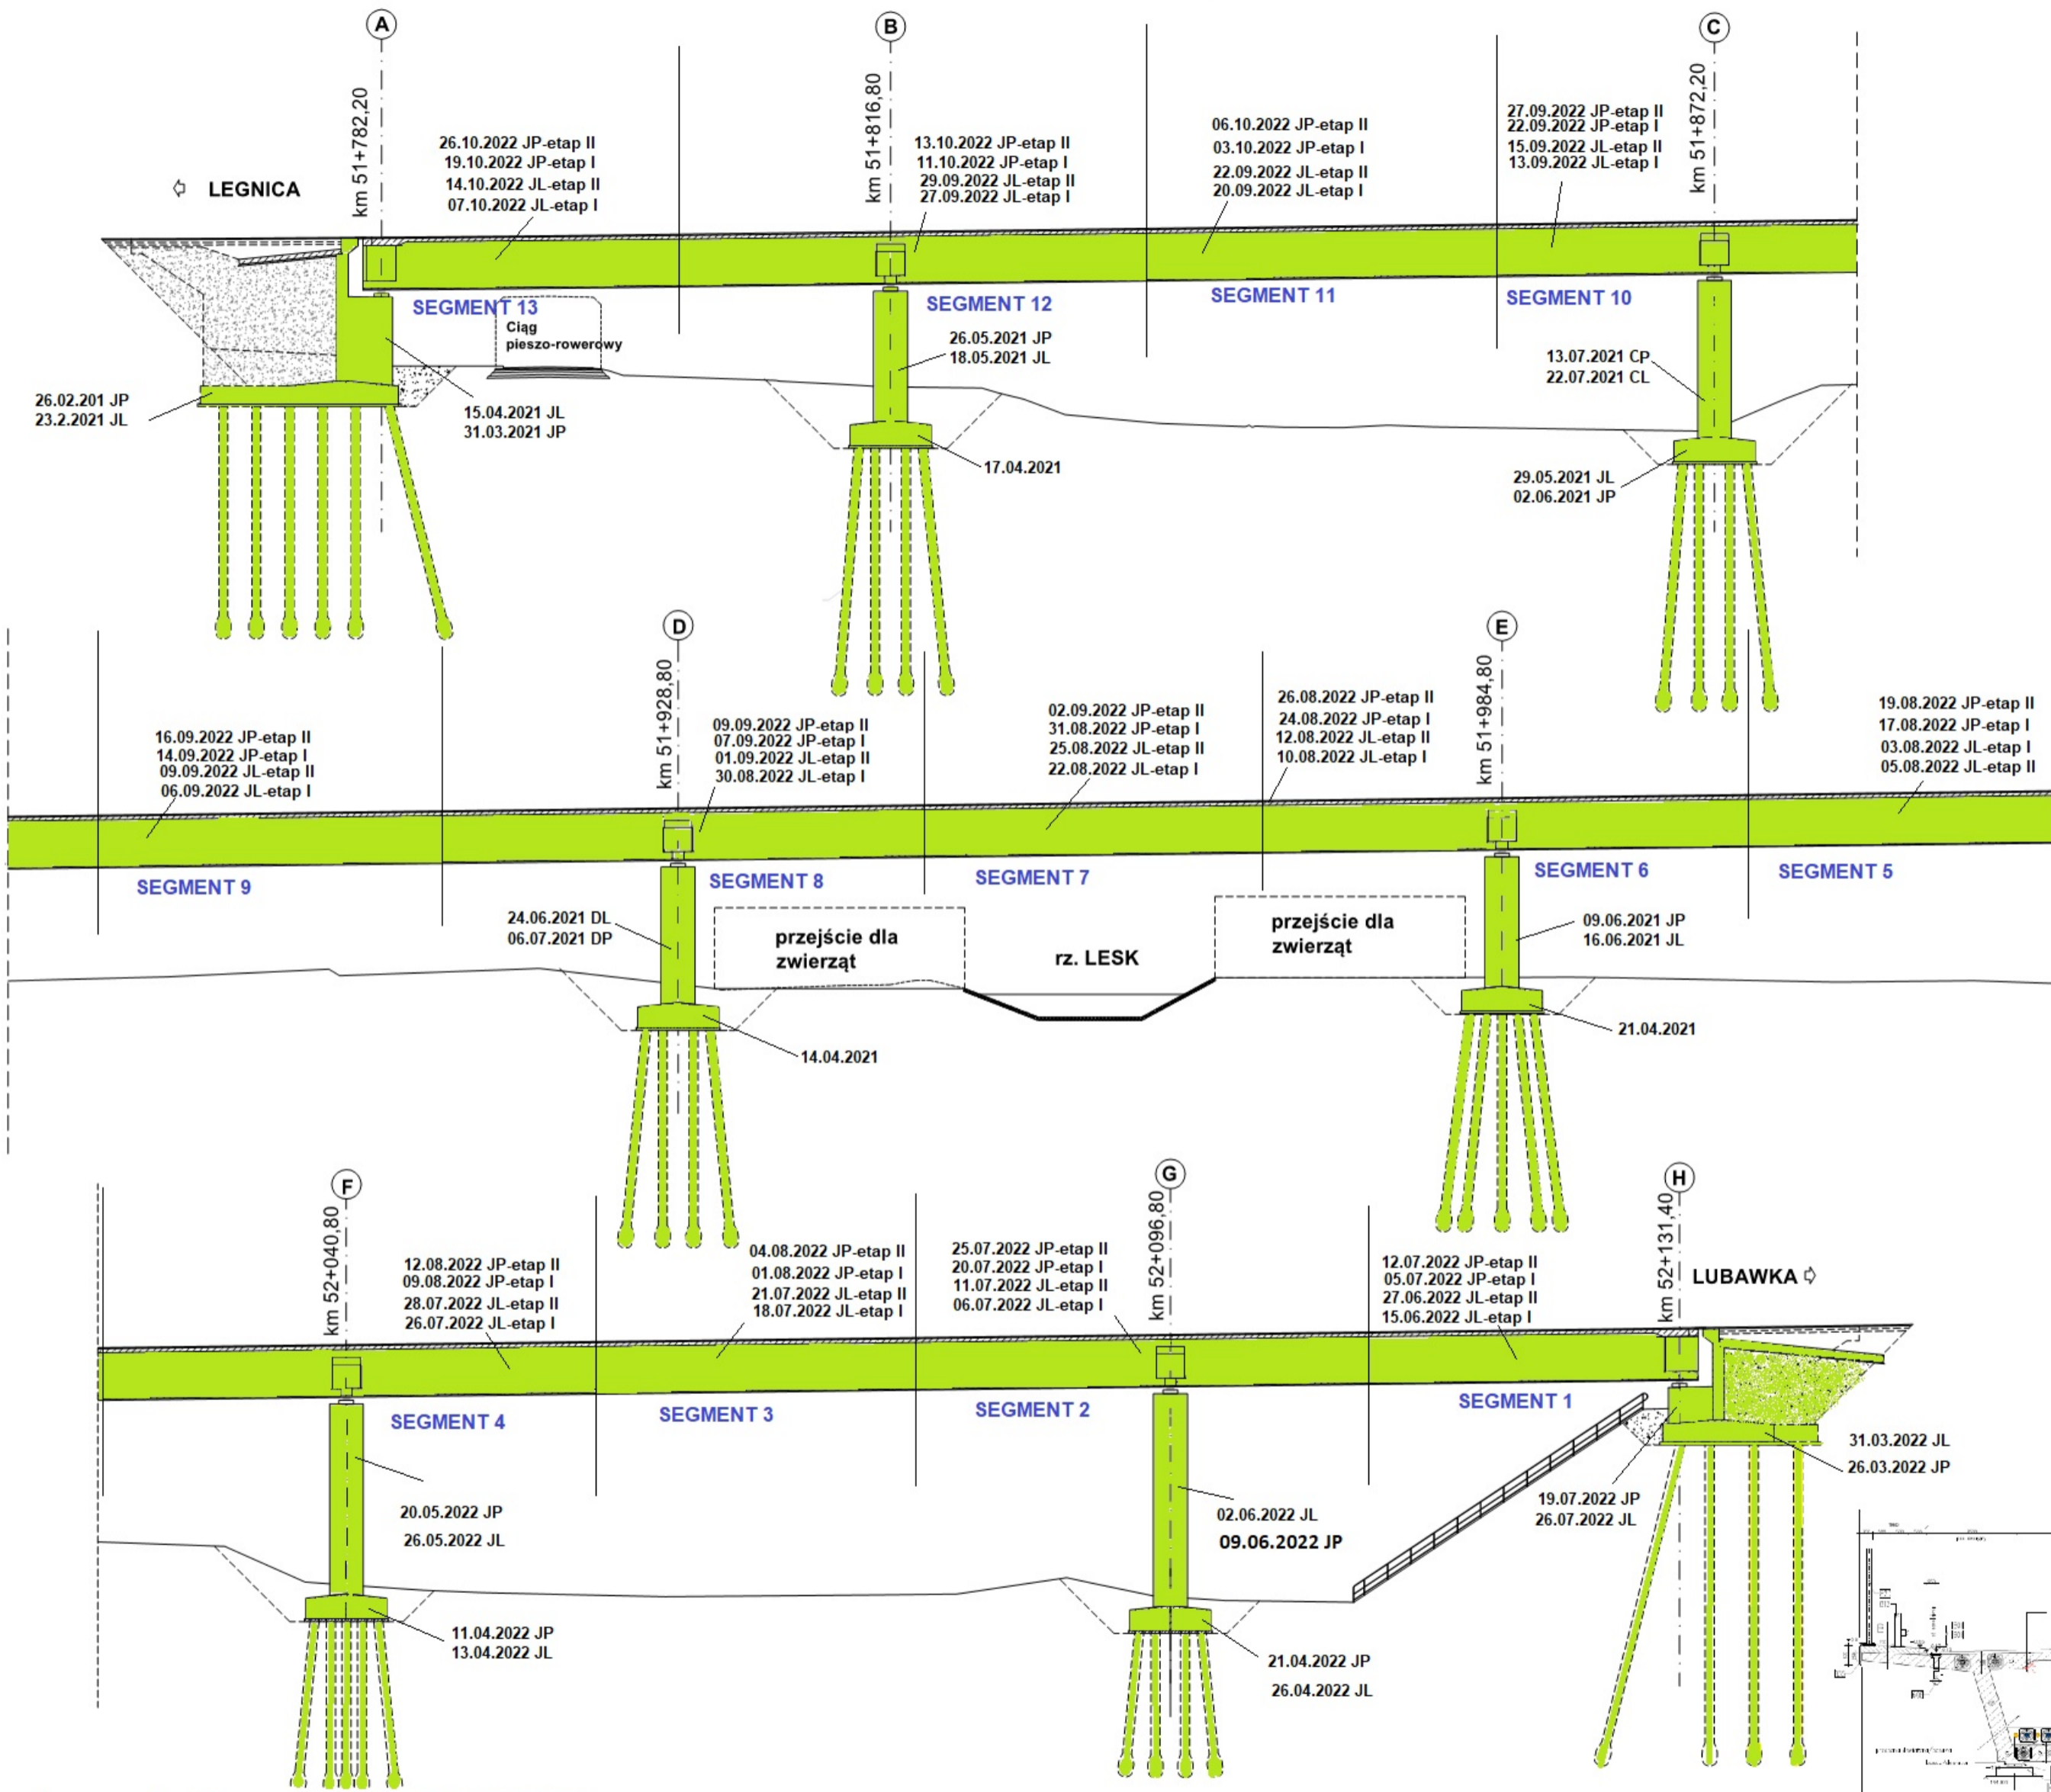 A
B
C
km 51+782,20
km 51+816,80
km 51+872,20
LEGNICA
26.10.2022 JP-etap II
19.10.2022 JP-etap I
14.10.2022 JL-etap II
07.10.2022 JL-etap I
13.10.2022 JP-etap II
11.10.2022 JP-etap I
29.09.2022 JL-etap II
27.09.2022 JL-etap I
06.10.2022 JP-etap II
03.10.2022 JP-etap I
22.09.2022 JL-etap II
20.09.2022 JL-etap I
27.09.2022 JP-etap II
22.09.2022 JP-etap I
15.09.2022 JL-etap II
13.09.2022 JL-etap I
SEGMENT 13
SEGMENT 12
SEGMENT 11
SEGMENT 10
Ciąg
pieszo-rowerowy
26.05.2021 JP
18.05.2021 JL
13.07.2021 CP
22.07.2021 CL
26.02.201 JP
23.2.2021 JL
15.04.2021 JL
31.03.2021 JP
17.04.2021
29.05.2021 JL
02.06.2021 JP
D
E
km 51+928,80
km 51+984,80
16.09.2022 JP-etap II
14.09.2022 JP-etap I
09.09.2022 JL-etap II
06.09.2022 JL-etap I
09.09.2022 JP-etap II
07.09.2022 JP-etap I
01.09.2022 JL-etap II
30.08.2022 JL-etap I
02.09.2022 JP-etap II
31.08.2022 JP-etap I
25.08.2022 JL-etap II
22.08.2022 JL-etap I
26.08.2022 JP-etap II
24.08.2022 JP-etap I
12.08.2022 JL-etap II
10.08.2022 JL-etap I
19.08.2022 JP-etap II
17.08.2022 JP-etap I
03.08.2022 JL-etap I
05.08.2022 JL-etap II
SEGMENT 9
SEGMENT 8
SEGMENT 7
SEGMENT 6
SEGMENT 5
24.06.2021 DL
06.07.2021 DP
przejście dla
zwierząt
rz. LESK
przejście dla
zwierząt
09.06.2021 JP
16.06.2021 JL
14.04.2021
21.04.2021
F
G
H
km 52+040,80
km 52+096,80
km 52+131,40
LUBAWKA
12.08.2022 JP-etap II
09.08.2022 JP-etap I
28.07.2022 JL-etap II
26.07.2022 JL-etap I
04.08.2022 JP-etap II
01.08.2022 JP-etap I
21.07.2022 JL-etap II
18.07.2022 JL-etap I
25.07.2022 JP-etap II
20.07.2022 JP-etap I
11.07.2022 JL-etap II
06.07.2022 JL-etap I
12.07.2022 JP-etap II
05.07.2022 JP-etap I
27.06.2022 JL-etap II
15.06.2022 JL-etap I
SEGMENT 4
SEGMENT 3
SEGMENT 2
SEGMENT 1
20.05.2022 JP
26.05.2022 JL
02.06.2022 JL
09.06.2022 JP
19.07.2022 JP
26.07.2022 JL
31.03.2022 JL
26.03.2022 JP
11.04.2022 JP
13.04.2022 JL
21.04.2022 JP
26.04.2022 JL